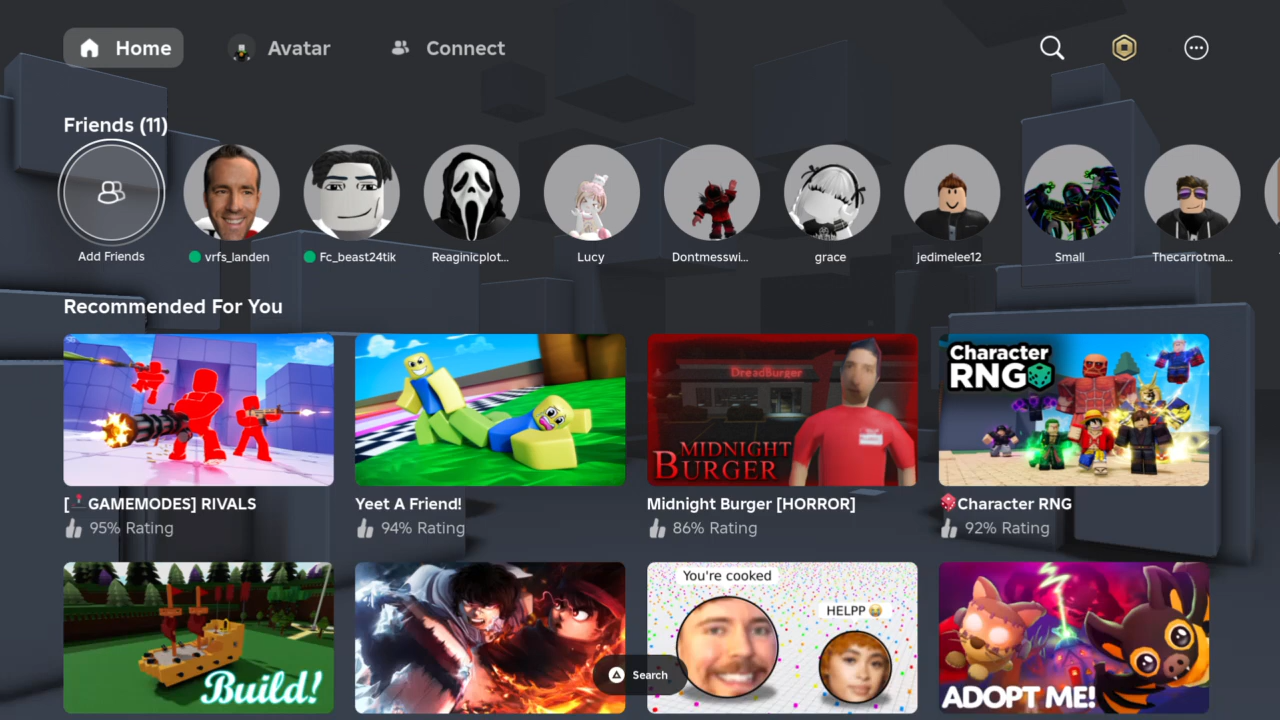 Home
Avatar
Connect
Friends (11)
Add Friends
vrfs_landen
Fc_beast24tik
Reaginicplot...
Lucy
Dontmesswi...
grace
jedimelee12
Small
Thecarrotma...
Recommended For You
DreadBurger
MIDNIGHT
BURGER
Character
RNG
[🕹️GAMEMODES] RIVALS
Yeet A Friend!
Midnight Burger [HORROR]
🎲Character RNG
95% Rating
94% Rating
86% Rating
92% Rating
Build!
You're cooked
HELPP 😭
ADOPT ME!
Search